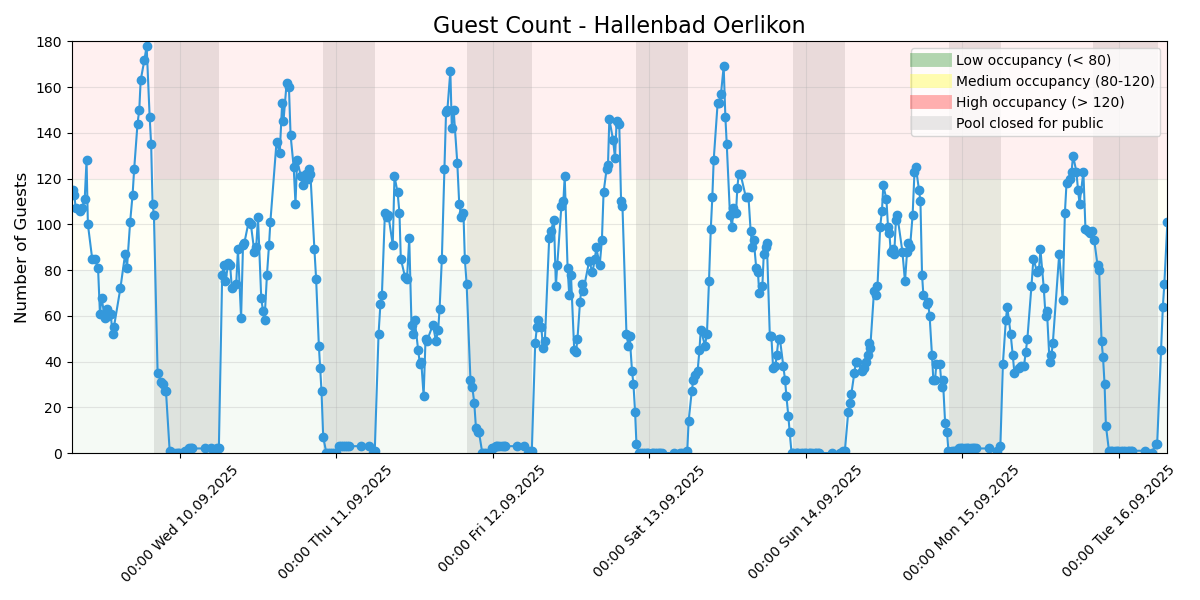 Guest Count - Hallenbad Oerlikon
Number of Guests
180
160
140
120
100
80
60
40
20
0
Low occupancy (< 80)
Medium occupancy (80-120)
High occupancy (> 120)
Pool closed for public
00:00 Wed 10.09.2025
00:00 Thu 11.09.2025
00:00 Fri 12.09.2025
00:00 Sat 13.09.2025
00:00 Sun 14.09.2025
00:00 Mon 15.09.2025
00:00 Tue 16.09.2025